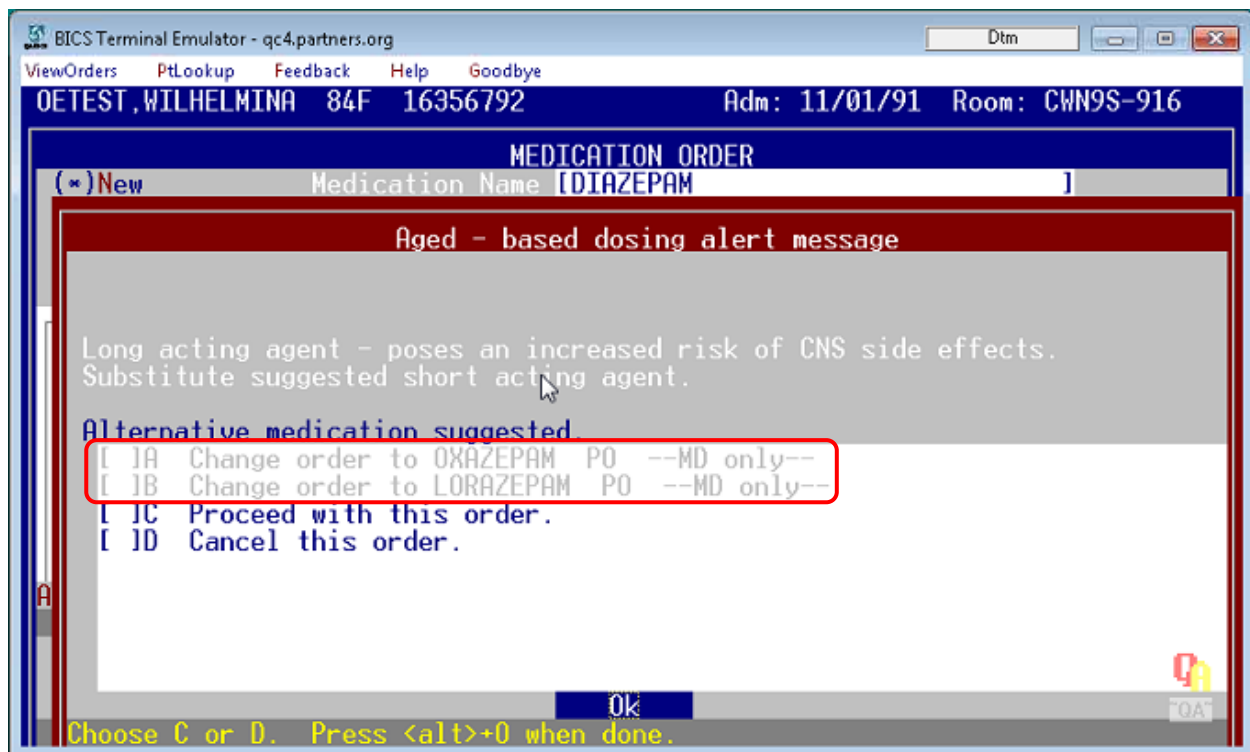 BICS Terminal Emulator - qc4.partners.org Dtm
ViewOrders PtLookup Feedback Help Goodbye
OETEST,WILHELMINA 84F 16356792 Adm: 11/01/91 Room: CWN9S-916
MEDICATION ORDER
(*)New Medication Name [DIAZEPAM ]
Aged - based dosing alert message
Long acting agent - poses an increased risk of CNS side effects.
Substitute suggested short acting agent.
Alternative medication suggested.
[ ]A Change order to OXAZEPAM PO --MD only--
[ ]B Change order to LORAZEPAM PO --MD only--
[ ]C Proceed with this order.
[ ]D Cancel this order.
A
QA
Ok
"QA"
Choose C or D. Press <alt>+O when done.